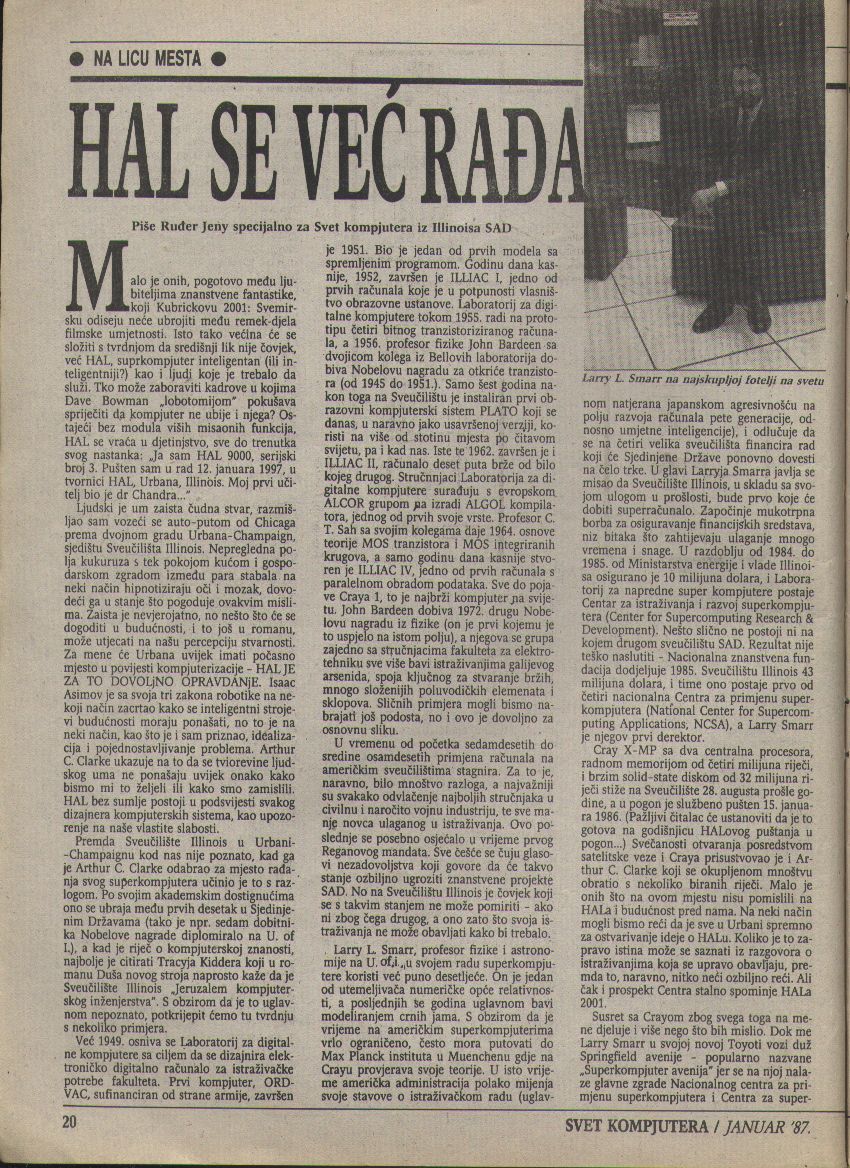 ● NA LICU MESTA ●
HAL SE VEĆ RAĐA
Piše Ruđer Jeny specijalno za Svet kompjutera iz Illinoisa SAD
Malo je onih, pogotovo među lju-
biteljima znanstvene fantastike,
koji Kubrickovu 2001: Svemir-
sku odiseju neće ubrojiti među remek-djela
filmske umjetnosti. Isto tako većina će se
složiti s tvrdnjom da središnji lik nije čovjek,
već HAL, suprkompjuter inteligentan (ili in-
teligentniji?) kao i ljudi koje je trebalo da
služi. Tko može zaboraviti kadrove u kojima
Dave Bowman „lobotomijom" pokušava
spriječiti da kompjuter ne ubije i njega? Os-
tajeći bez modula viših misaonih funkcija,
HAL se vraća u djetinjstvo, sve do trenutka
svog nastanka: „Ja sam HAL 9000, serijski
broj 3. Pušten sam u rad 12. januara 1997, u
tvornici HAL, Urbana, Illinois. Moj prvi uči-
telj bio je dr Chandra..."
Ljudski je um zaista čudna stvar, razmiš-
ljao sam vozeći se auto-putom od Chicaga
prema dvojnom gradu Urbana-Champaign,
sjedištu Sveučilišta Illinois. Nepregledna po-
lja kukuruza s tek pokojom kućom i gospo-
darskom zgradom između para stabala na
neki način hipnotiziraju oči i mozak, dovo-
deći ga u stanje što pogoduje ovakvim misli-
ma. Zaista je nevjerojatno, no nešto što će se
dogoditi u budućnosti, i to još u romanu,
može utjecati na našu percepciju stvarnosti.
Za mene će Urbana uvijek imati počasno
mjesto u povijesti kompjuterizacije - HAL JE
ZA TO DOVOLjNO OPRAVDANjE. Isaac
Asimov je sa svoja tri zakona robotike na ne-
koji način zacrtao kako se inteligentni stroje-
vi budućnosti moraju ponašati, no to je na
neki način, kao što je i sam priznao, idealiza-
cija i pojednostavljivanje problema. Arthur
C. Clarke ukazuje na to da se tviorevine ljud-
skog uma ne ponašaju uvijek onako kako
bismo mi to željeli ili kako smo zamislili.
HAL bez sumlje postoji u podsvijesti svakog
dizajnera kompjuterskih sistema, kao upozo-
renje na naše vlastite slabosti.
Premda Sveučilište Illinois u Urbani-
-Champaignu kod nas nije poznato, kad ga
je Arthur C. Clarke odabrao za mjesto rađa-
nja svog superkompjutera učinio je to s raz-
logom. Po svojim akademskim dostignućima
ono se ubraja među prvih desetak u Sjedinje-
nim Državama (tako je npr. sedam dobitni-
ka Nobelove nagrade diplomiralo na U. of
I.), a kad je riječ o kompjuterskoj znanosti,
najbolje je citirati Tracyja Kiddera koji u ro-
manu Duša novog stroja naprosto kaže da je
Sveučilište Illinois „Jeruzalem kompjuter-
skog inženjerstva". S obzirom da je to uglav-
nom nepoznato, potkrijepit ćemo tu tvrdnju
s nekoliko primjera.
Već 1949. osniva se Laboratorij za digital-
ne kompjutere sa ciljem da se dizajnira elek-
troničko digitalno računalo za istraživačke
potrebe fakulteta. Prvi kompjuter, ORD-
VAC, sufinanciran od strane armije, završen
je 1951. Bio je jedan od prvih modela sa
spremljenim programom. Godinu dana kas-
nije, 1952, završen je ILLIAC I, jedno od
prvih računala koje je u potpunosti vlasniš-
tvo obrazovne ustanove. Laboratorij za digi-
talne kompjutere tokom 1955. radi na proto-
tipu četiri bitnog tranzistoriziranog računa-
la, a 1956. profesor fizike John Bardeen sa
dvojicom kolega iz Bellovih laboratorija do-
biva Nobelovu nagradu za otkriće tranzisto-
ra (od 1945 do 1951.). Samo šest godina na-
kon toga na Sveučilištu je instaliran prvi ob-
razovni kompjuterski sistem PLATO koji se
danas, u naravno jako usavršenoj verziji, ko-
risti na više od stotinu mjesta po čitavom
svijetu, pa i kad nas. Iste te 1962. završen je i
ILLIAC II, računalo deset puta brže od bilo
kojeg drugog. Stručnnjaci Laboratorija za di-
gitalne kompjutere surađuju s evropskom
ALCOR grupom pa izradi ALGOL kompila-
tora, jednog od prvih svoje vrste. Profesor C.
T. Sah sa svojim kolegama daje 1964. osnove
teorije MOS tranzistora i MOS integriranih
krugova, a samo godinu dana kasnije stvo-
ren je ILLIAC IV, jedno od prvih računala s
paralelnom obradom podataka. Sve do poja-
ve Craya 1, to je najbrži kompjuter na svije-
tu. John Bardeen dobiva 1972. drugu Nobe-
lovu nagradu iz fizike (on je prvi kojemu je
to uspjelo na istom polju), a njegova se grupa
zajedno sa stručnjacima fakulteta za elektro-
tehniku sve više bavi istraživanjima galijevog
arsenida, spoja ključnog za stvaranje bržih,
mnogo složenijih poluvodičkih elemenata i
sklopova. Sličnih primjera mogli bismo na-
brajati još podosta, no i ovo je dovoljno za
osnovnu sliku.
U vremenu od početka sedamdesetih do
sredine osamdesetih primjena računala na
američkim sveučilištima stagnira. Za to je,
naravno, bilo mnoštvo razloga, a najvažniji
su svakako odvlačenje najboljih stručnjaka u
civilnu i naročito vojnu industriju, te sve ma-
nje novca ulaganog u istraživanja. Ovo po-
slednje se posebno osjećalo u vrijeme prvog
Reganovog mandata. Sve češće se čuju glaso-
vi nezadovoljstva koji govore da će takvo
stanje ozbiljno ugroziti znanstvene projekte
SAD. No na Sveučilištu Illinois je čovjek koji
se s takvim stanjem ne može pomiriti - ako
ni zbog čega drugog, a ono zato što svoja is-
traživanja ne može obavljati kako bi trebalo.
Larry L. Smarr, profesor fizike i astrono-
mije na U. of.i.„u svojem radu superkompju-
tere koristi već puno desetljeće. On je jedan
od utemeljivača numeričke opće relativnos-
ti, a posljednjih se godina uglavnom bavi
modeliranjem crnih jama. S obzirom da je
vrijeme na američkim superkompjuterima
vrlo ograničeno, često mora putovati do
Max Planck instituta u Muenchenu gdje na
Crayu provjerava svoje teorije. U isto vrije-
me američka administracija polako mijenja
svoje stavove o istraživačkom radu (uglav-
Larry L. Smarr na najskupljoj fotelji na svetu
nom natjerana japanskom agresivnošću na
polju razvoja računala pete generacije, od-
nosno umjetne inteligencije), i odlučuje da
se na četiri velika sveučilišta financira rad
koji će Sjedinjene Države ponovno dovesti
na čelo trke. U glavi Larryja Smarra javlja se
misao da Sveučilište Illinois, u skladu sa svo-
jom ulogom u prošlosti, bude prvo koje će
dobiti superračunalo. Započinje mukotrpna
borba za osiguravanje financijskih sredstava,
niz bitaka što zahtijevaju ulaganje mnogo
vremena i snage. U razdoblju od 1984. do
1985. od Ministarstva energije i vlade Illinoi-
sa osigurano je 10 milijuna dolara, i Labora-
torij za napredne super kompjutere postaje
Centar za istraživanja i razvoj superkompju-
tera (Center for Supercomputing Research &
Development). Nešto slično ne postoji ni na
kojem drugom sveučilištu SAD. Rezultat nije
teško naslutiti - Nacionalna znanstvena fun-
dacija dodjeljuje 1985. Sveučilištu Illinois 43
milijuna dolara, i time ono postaje prvo od
četiri nacionalna Centra za primjenu super-
kompjutera (National Center for Supercom-
puting Applications, NCSA), a Larry Smarr
je njegov prvi derektor.
Cray X-MP sa dva centralna procesora,
radnom memorijom od četiri milijuna riječi,
i brzim solid-state diskom od 32 milijuna ri-
ječi stiže na Sveučilište 28. augusta prošle go-
dine, a u pogon je službeno pušten 15. janua-
ra 1986. (Pažljivi čitalac će ustanoviti da je to
gotova na godišnjicu HALovog puštanja u
pogon...) Svečanosti otvaranja posredstvom
satelitske veze i Craya prisustvovao je i Ar-
thur C. Clarke koji se okupljenom mnoštvu
obratio s nekoliko biranih riječi. Malo je
onih što na ovom mjestu nisu pomislili na
HALa i budućnost pred nama. Na neki način
mogli bismo reći da je sve u Urbani spremno
za ostvarivanje ideje o HALu. Koliko je to za-
pravo istina može se saznati iz razgovora o
istraživanjima koja se upravo obavljaju, pre-
mda to, naravno, nitko neći ozbiljno reći. Ali
čak i prospekt Centra stalno spominje HALa
2001.
Susret sa Crayom zbog svega toga na me-
ne djeluje i više nego što bih mislio. Dok me
Larry Smarr u svojoj novoj Toyoti vozi duž
Springfield avenije - popularno nazvane
„Superkompjuter avenija" jer se na njoj nala-
ze glavne zgrade Nacionalnog centra za pri-
mjenu superkompjutera i Centra za super-
20
SVET KOMPJUTERA / JANUAR '87.